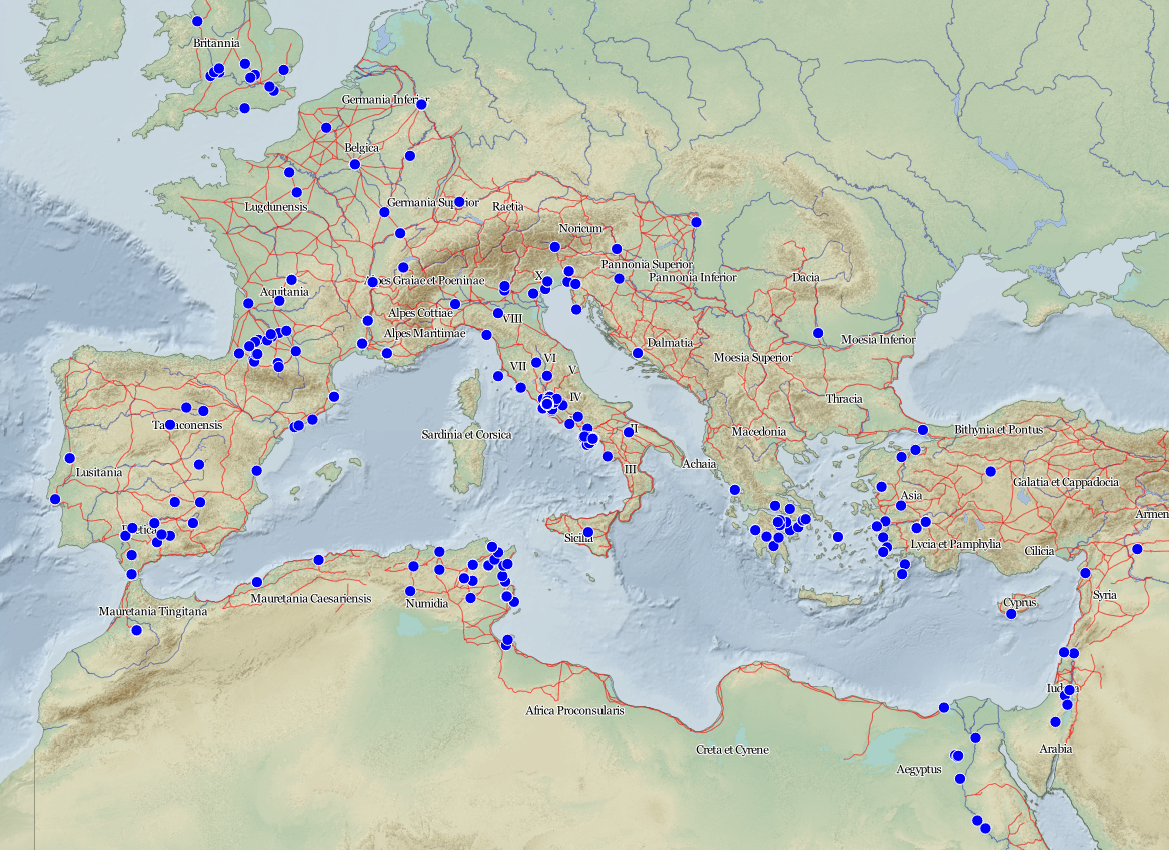 Britannia
Germania Inferior
Belgica
Lugdunensis
Germania Superior
Raetia
Noricum
Pannonia Superior
X
Alpes Graiae et Poeninae
Pannonia Inferior
Dacia
Aquitania
Alpes Cottiae
VIII
Alpes Maritimae
Moesia Inferior
Dalmatia
Moesia Superior
VI
VII
V
IV
Thracia
Tarraconensis
Sardinia et Corsica
II
Macedonia
Bithynia et Pontus
Lusitania
III
Achaia
Galatia et Cappadocia
Asia
Armen
Baetica
Sicilia
Lycia et Pamphylia
Cilicia
Mauretania Tingitana
Mauretania Caesariensis
Numidia
Cyprus
Syria
Iudaea
Africa Proconsularis
Creta et Cyrene
Arabia
Aegyptus